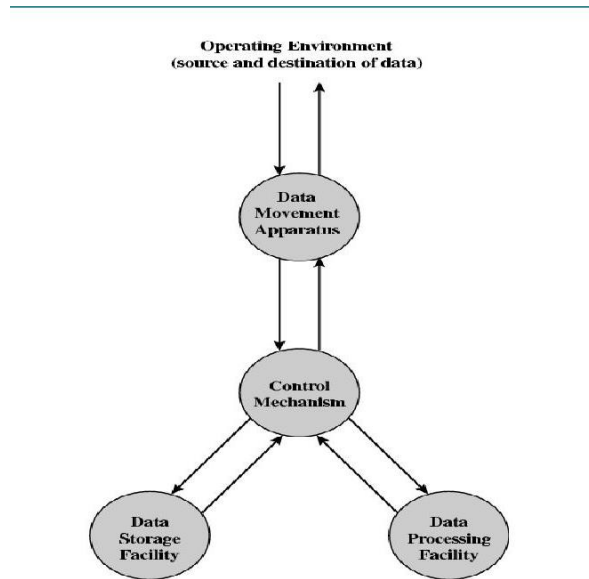 Operating Environment
(source and destination of data)
Data
Movement
Apparatus
Control
Mechanism
Data
Storage
Facility
Data
Processing
Facility